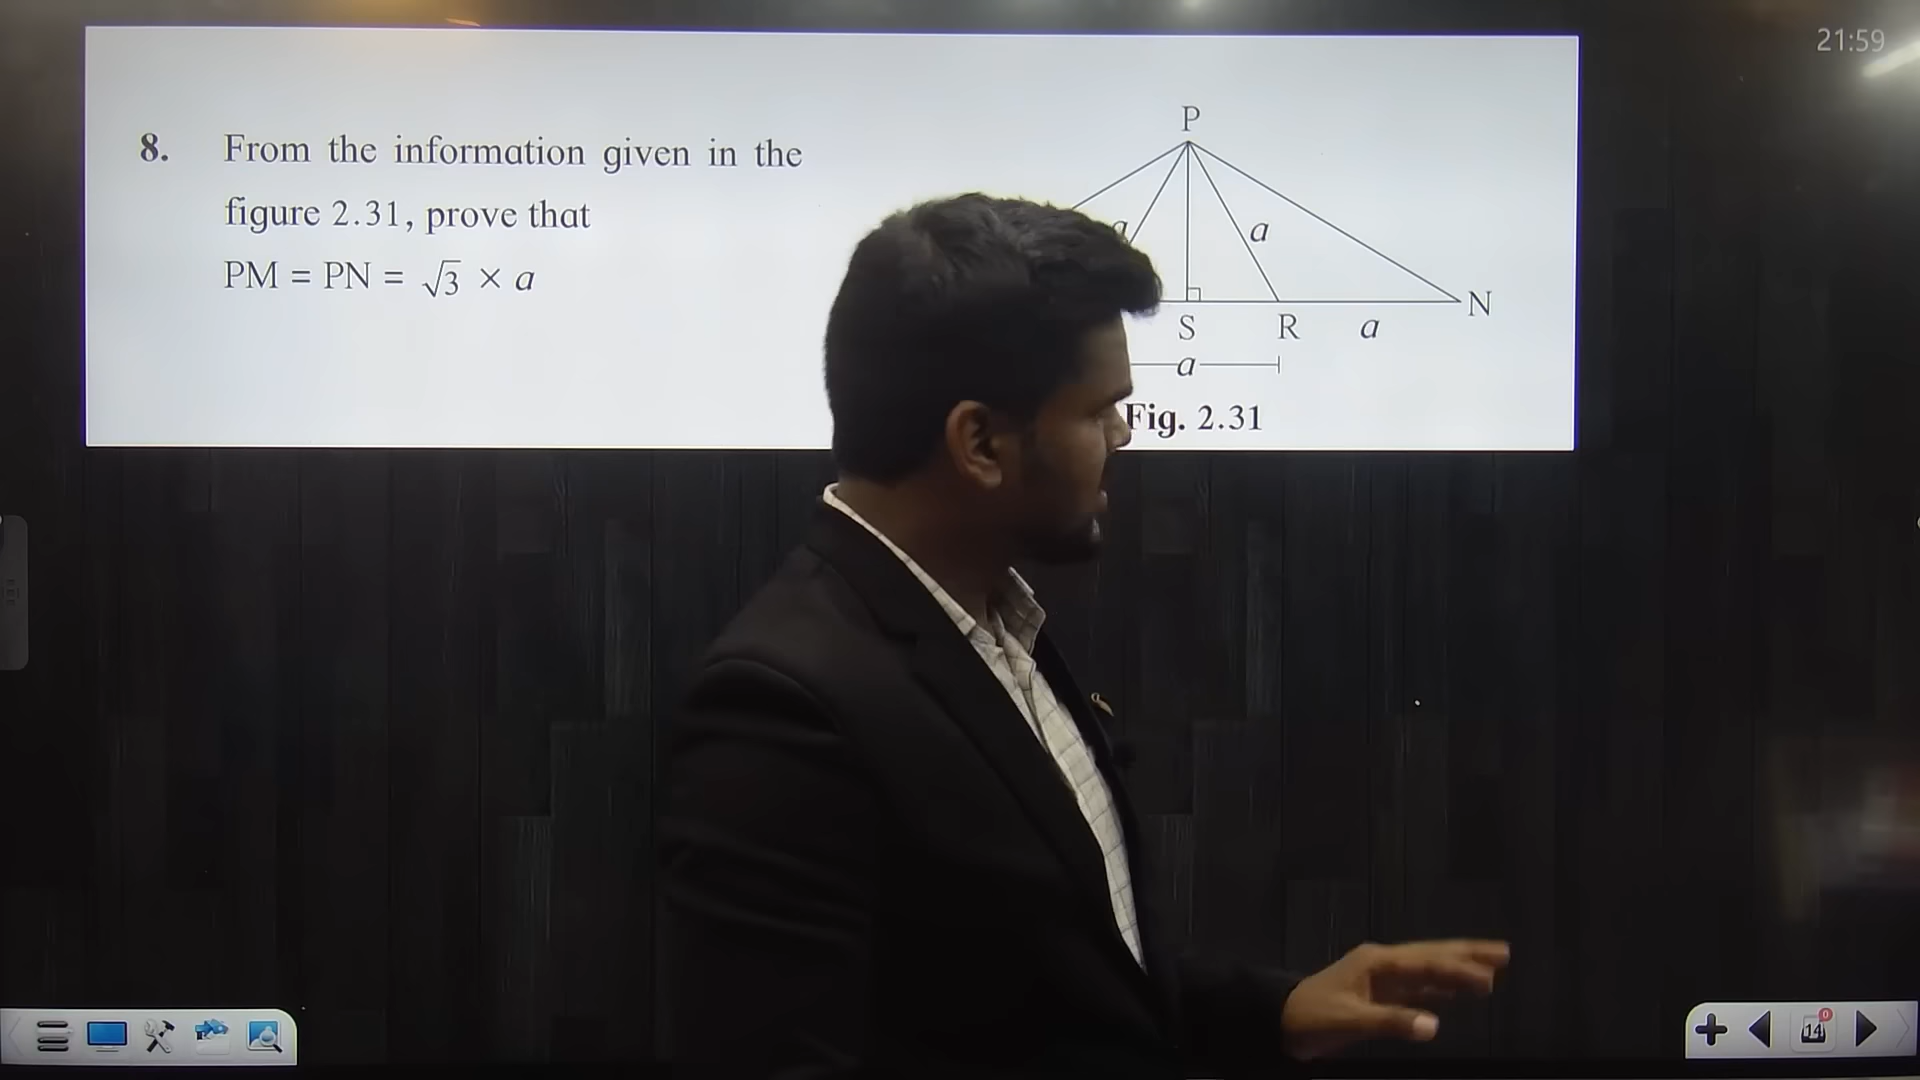 21:59
8. From the information given in the
figure 2.31, prove that
PM = PN = √3 × a
P
a
a
N
S R a
a
Fig. 2.31
14
0